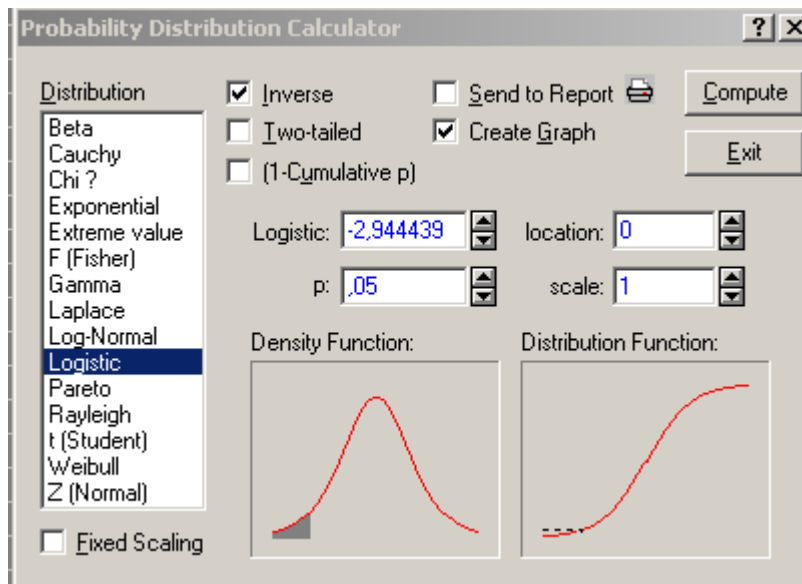 Probability Distribution Calculator
?
Distribution
Beta
Cauchy
Chi ?
Exponential
Extreme value
F (Fisher)
Gamma
Laplace
Log-Normal
Logistic
Pareto
Rayleigh
t (Student)
Weibull
Z (Normal)
Fixed Scaling
Inverse
Two-tailed
(1-Cumulative p)
Send to Report
Create Graph
Compute
Exit
Logistic: -2,944439
location: 0
p: ,05
scale: 1
Density Function:
Distribution Function: